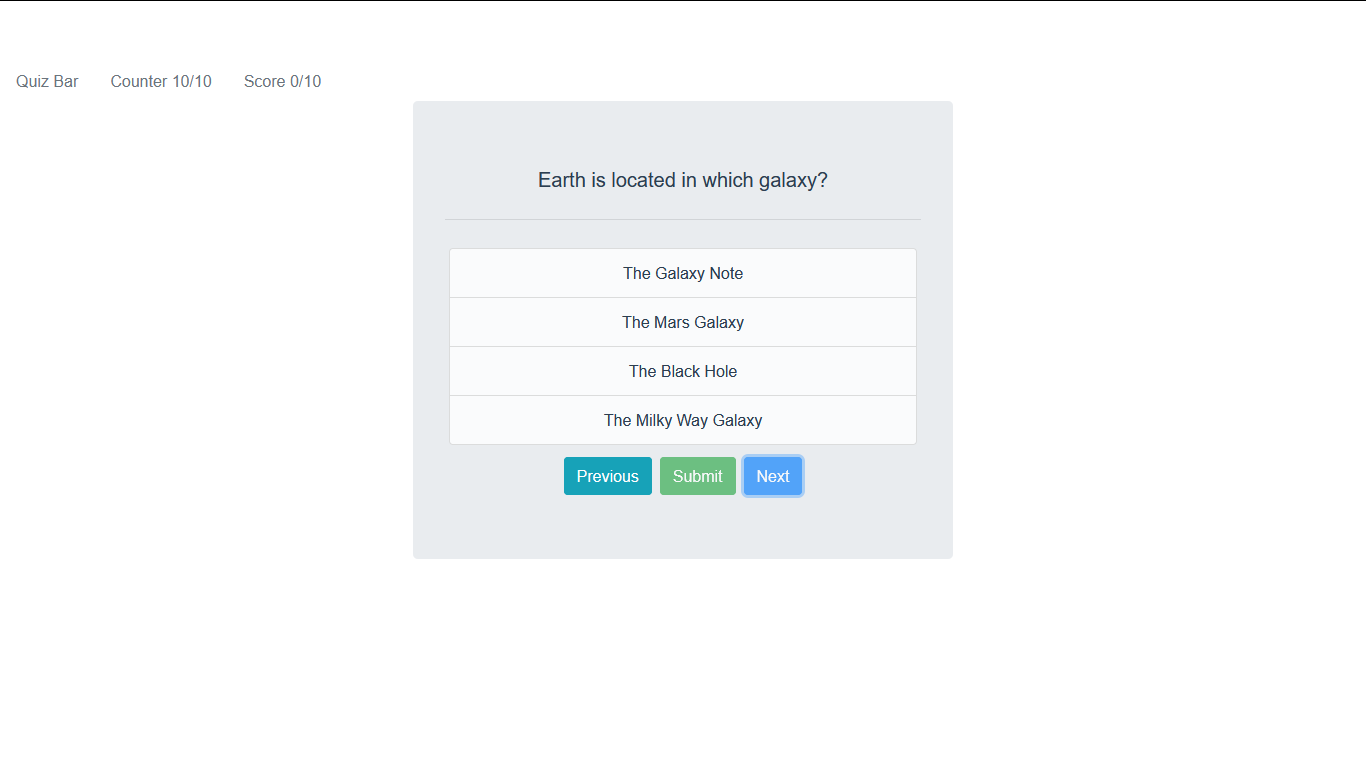 Quiz Bar Counter 10/10 Score 0/10
Earth is located in which galaxy?
The Galaxy Note
The Mars Galaxy
The Black Hole
The Milky Way Galaxy
Previous Submit Next